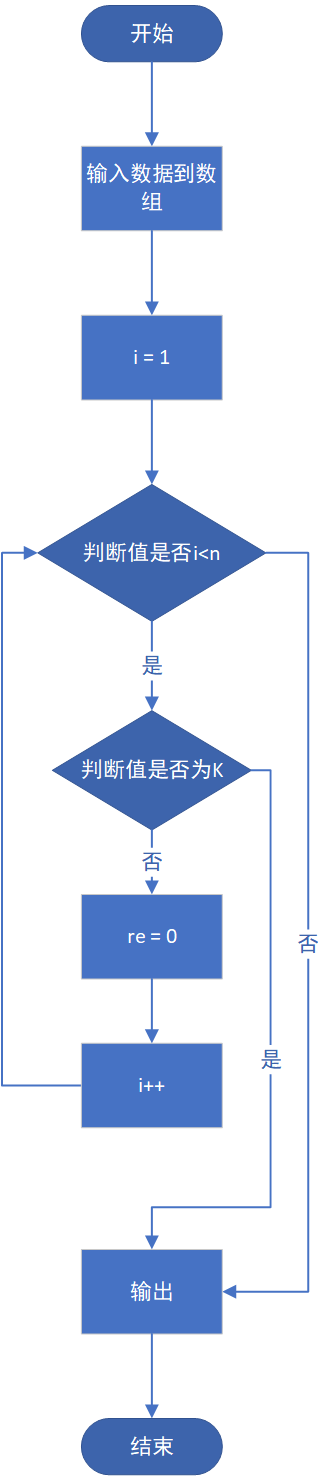 开始
输入数据到数
组
i = 1
判断值是否i<n
是
判断值是否为K
否
re = 0
否
是
i++
输出
结束